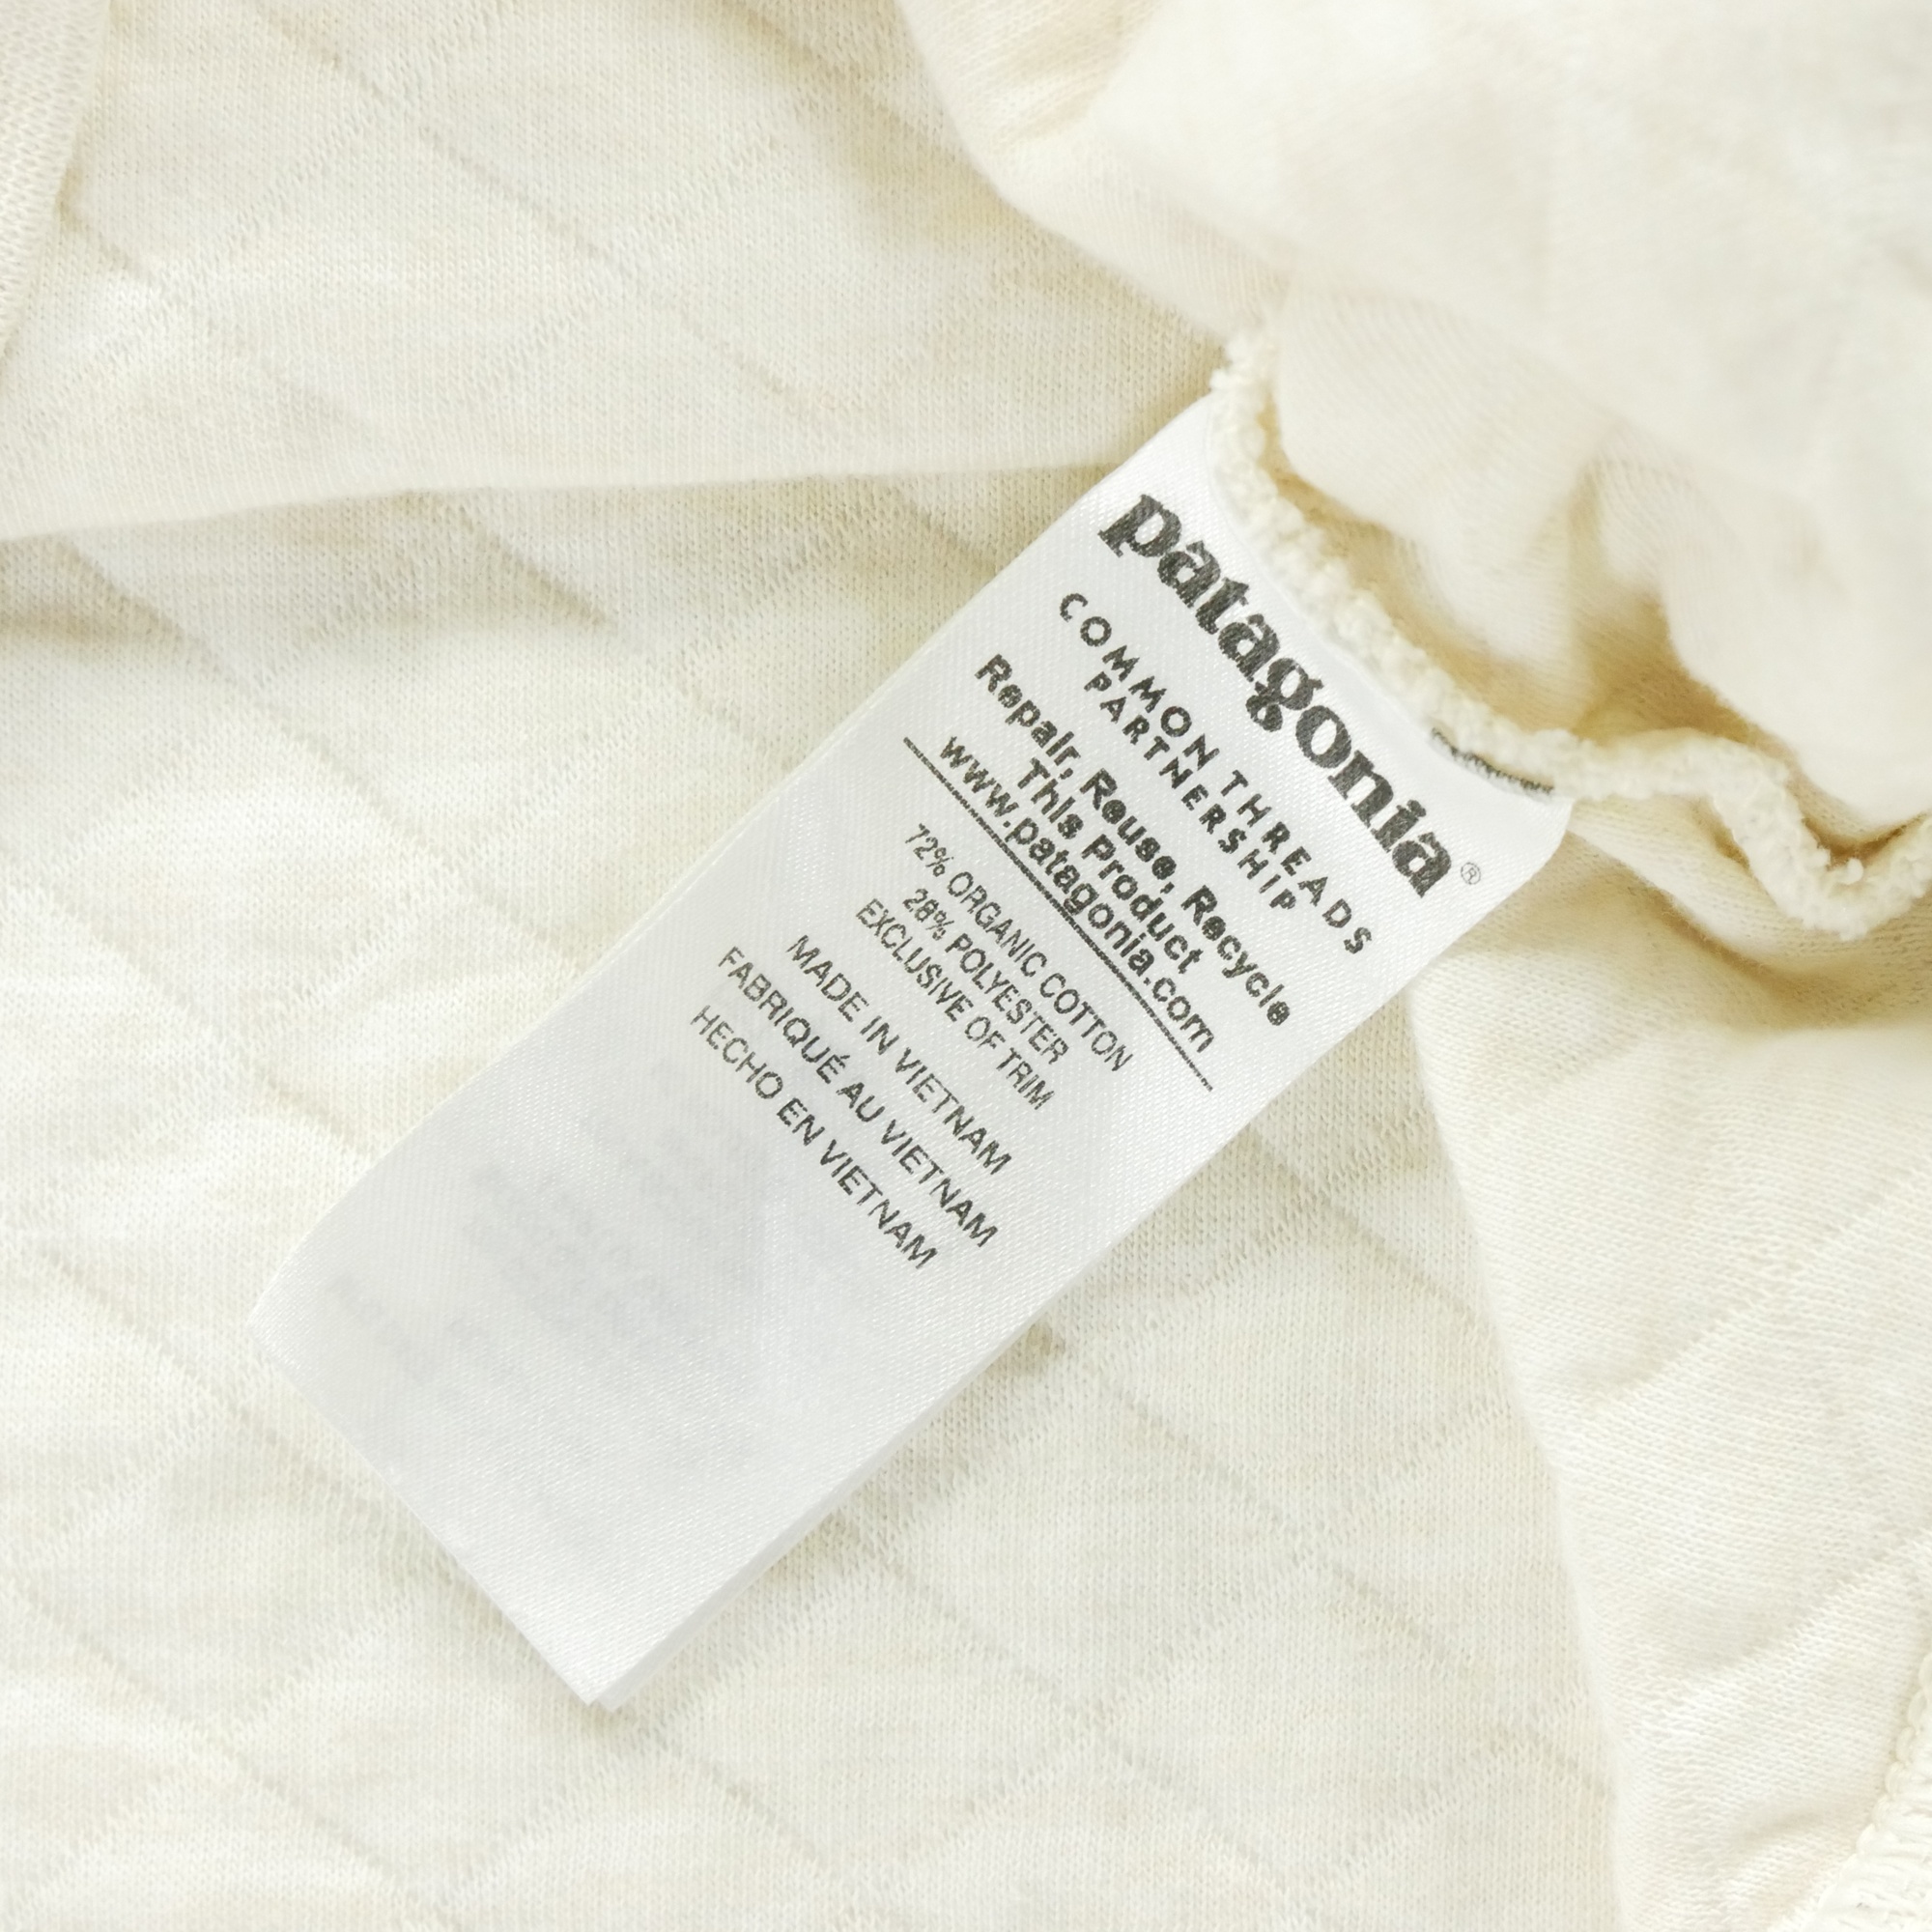 patagonia®
COMMON THREADS
PARTNERSHIP
Repair, Reuse, Recycle
This Product
www.patagonia.com
72% ORGANIC COTTON
28% POLYESTER
EXCLUSIVE OF TRIM
MADE IN VIETNAM
FABRIQUÉ AU VIETNAM
HECHO EN VIETNAM